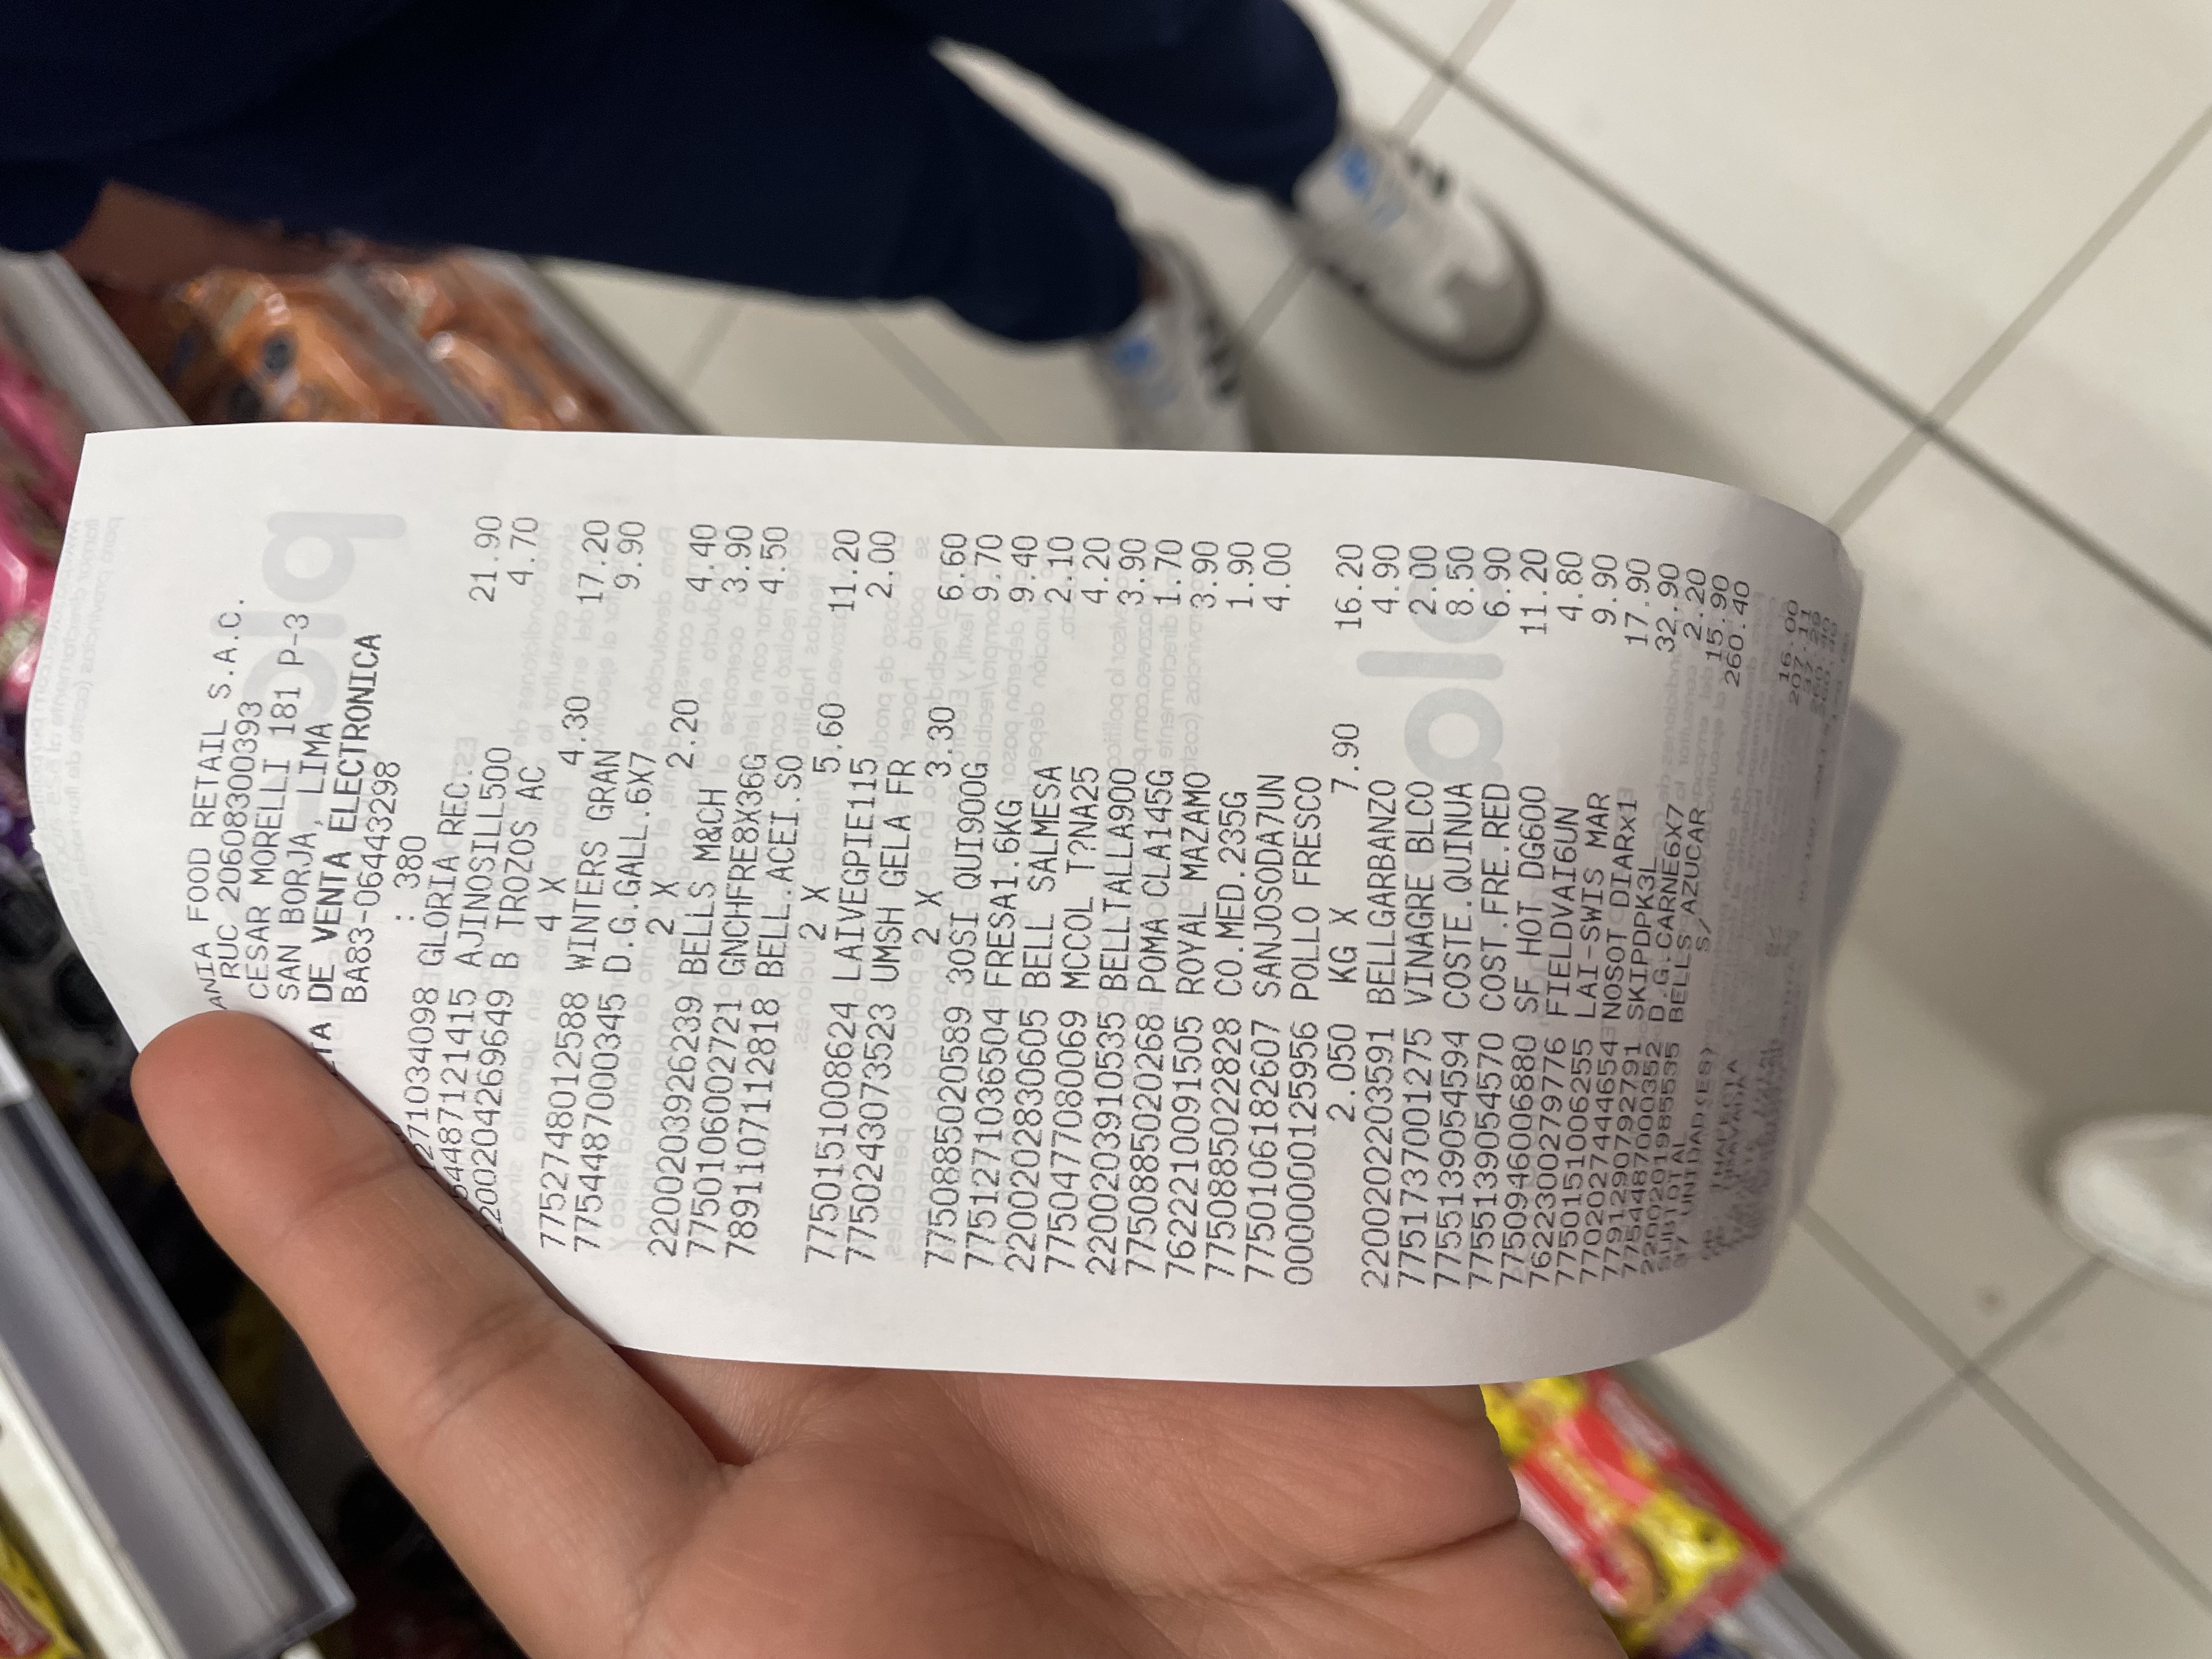 ANIA FOOD RETAIL S.A.C.
RUC 20608300393
CESAR MORELLI 181 P-3
SAN BORJA, LIMA
TA DE VENTA ELECTRONICA
BA83-06443298
: 380
271034098 GLORIA REC. 21.90
54487121415 AJINOSILL500 4.70
2200204269649 B TROZOS AC
4 X 4.30 17.20
7752748012588 WINTERS GRAN 9.90
7754487000345 D.G.GALL.6X7
2 X 2.20 4.40
2200203926239 BELLS M&CH 3.90
7750106002721 GNCHFRE8X36G 4.50
7891107112818 BELL.ACEI.SO
2 X 5.60 11.20
7750151008624 LAIVEGPIE115 2.00
7750243073523 UMSH GELA FR
2 X 3.30 6.60
7750885020589 30SI QUI900G 9.70
7751271036504 FRESA1.6KG 9.40
2200202830605 BELL SALMESA 2.10
7750477080069 MCCOL T?NA25 4.20
2200203910535 BELLTALLA900 3.90
7750885020268 POMA CLA145G 1.70
7622210091505 ROYAL MAZAMO 3.90
7750885022828 CO.MED.235G 1.90
7750106182607 SANJOSODA7UN 4.00
0000000125956 POLLO FRESCO
2.050 KG X 7.90 16.20
2200202203591 BELLGARBANZO 4.90
7751737001275 VINAGRE BLCO 2.00
7755139054594 COSTE.QUINUA 8.50
7755139054570 COST.FRE.RED 6.90
7750946006880 SF HOT DG600 11.20
7622300279776 FIELDVAI6UN 4.80
7750151006255 LAI-SWIS MAR 9.90
7702027444654 NOSOT DIARx1 17.90
7791290792791 SKIPDPK3L 32.90
7754487000352 D.G.CARNE6X7 2.20
2200201985535 BELLS AZUCAR 15.90
SUBTOTAL S/ 260.40
37 UNIDAD(ES)
OP. INAFECTA 16.00
GRAVADA 207.11
37.29
260.40
260.40